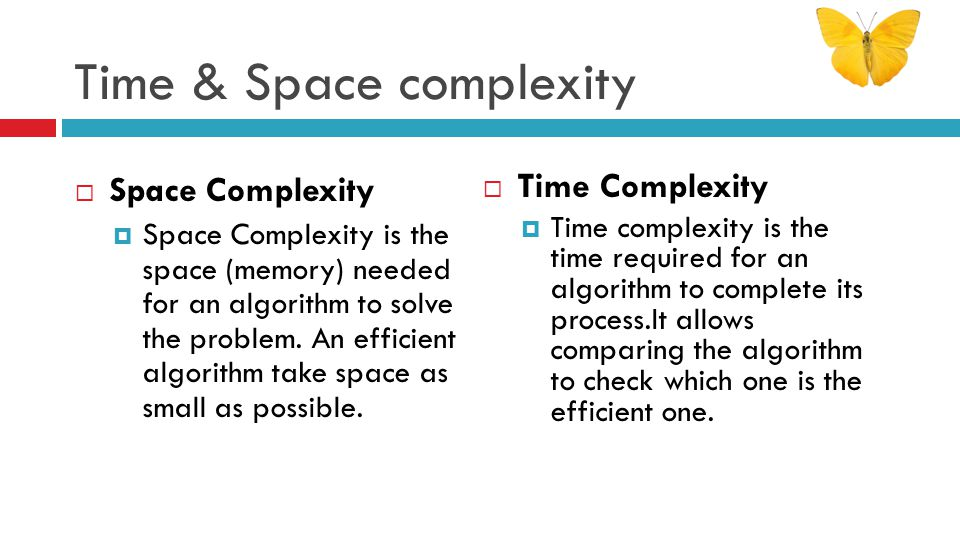 Time & Space complexity
Space Complexity
Space Complexity is the
space (memory) needed
for an algorithm to solve
the problem. An efficient
algorithm take space as
small as possible.
Time Complexity
Time complexity is the
time required for an
algorithm to complete its
process.It allows
comparing the algorithm
to check which one is the
efficient one.